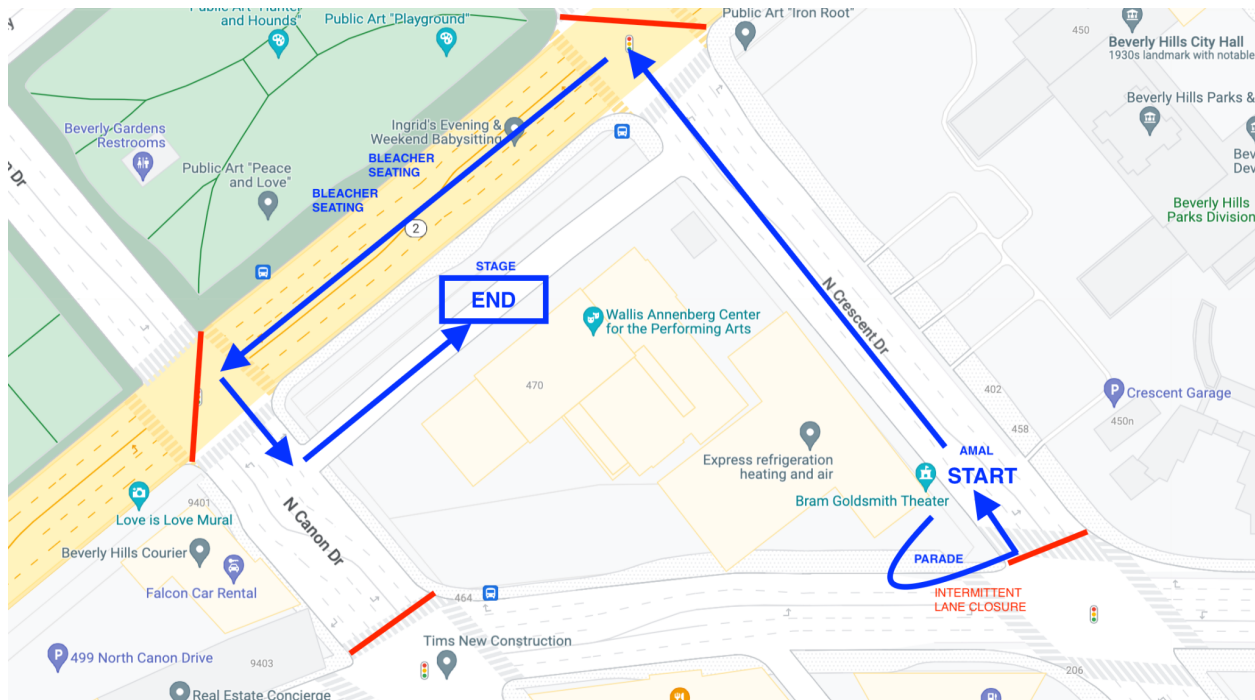 Public Art "Hunter
and Hounds"
Public Art "Playground"
Public Art "Iron Root"
450
Beverly Hills City Hall
1930s landmark with notable
Beverly Hills Parks &
Bev
Dev
Beverly Hills
Parks Division
Beverly Gardens
Restrooms
Ingrid's Evening &
Weekend Babysitting
BLEACHER
SEATING
Public Art "Peace
and Love"
BLEACHER
SEATING
Dr
2
STAGE
END
Wallis Annenberg Center
for the Performing Arts
N Crescent Dr
470
402
Crescent Garage
P
450n
458
Express refrigeration
heating and air
AMAL
START
Bram Goldsmith Theater
9401
Love is Love Mural
N Canon Dr
Beverly Hills Courier
PARADE
Falcon Car Rental
464
INTERMITTENT
LANE CLOSURE
Tims New Construction
P
499 North Canon Drive
9403
206
Real Estate Concierge